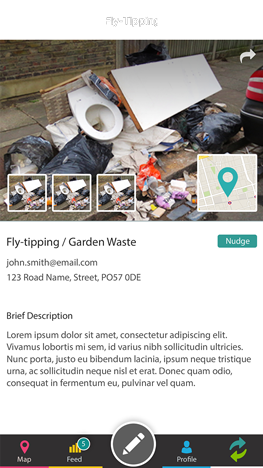 Fly-Tipping
Fly-tipping / Garden Waste
Nudge
john.smith@email.com
123 Road Name, Street, PO57 0DE
Brief Description
Lorem ipsum dolor sit amet, consectetur adipiscing elit.
Vivamus lobortis mi sem, id varius nibh sollicitudin ultricies.
Nunc porta, justo eu bibendum lacinia, ipsum neque tristique
urna, ac sollicitudin neque nisl et erat. Donec quam odio,
consequat in fermentum eu, pulvinar vel quam.
5
Map
Feed
Profile